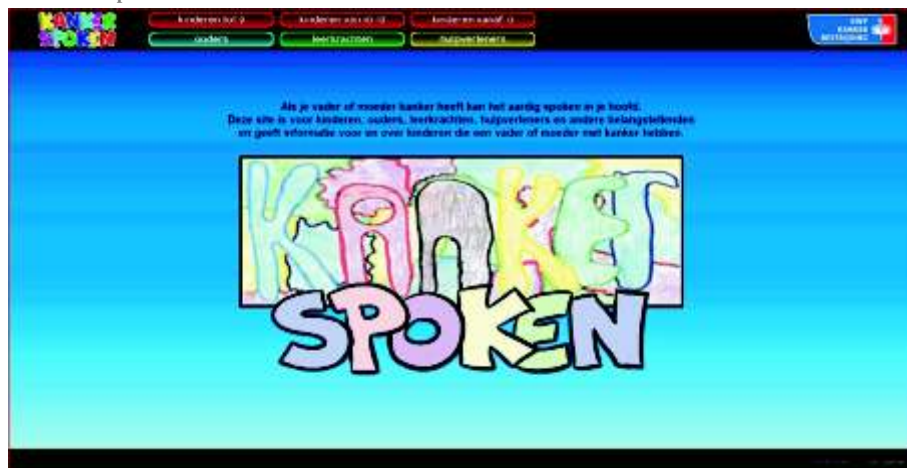 KANKER
SPOKEN
kinderen tot 9
kinderen van
kinderen vanaf
ouders
leerkrachten
hulpverleners
KWF
KANKER
BESTRIJDING
Als je vader of moeder kanker heeft kan het aardig spoken in je hoofd.
Deze site is voor kinderen, ouders, leerkrachten, hulpverleners en andere belangstellenden
en geeft informatie voor en over kinderen die een vader of moeder met kanker hebben.
KANKER
SPOKEN